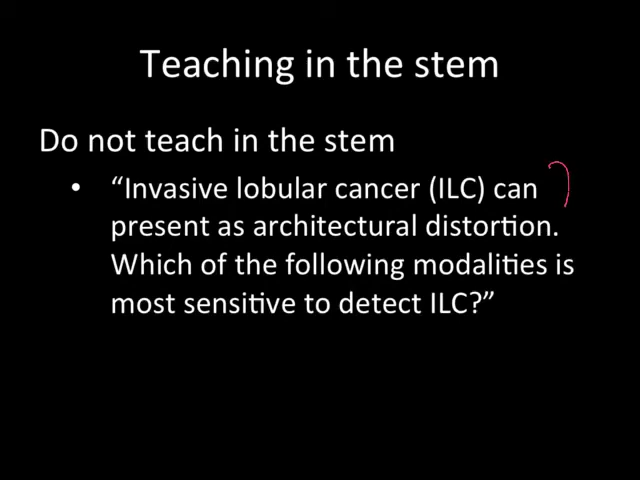 Teaching in the stem
Do not teach in the stem
• “Invasive lobular cancer (ILC) can
present as architectural distortion.
Which of the following modalities is
most sensitive to detect ILC?”